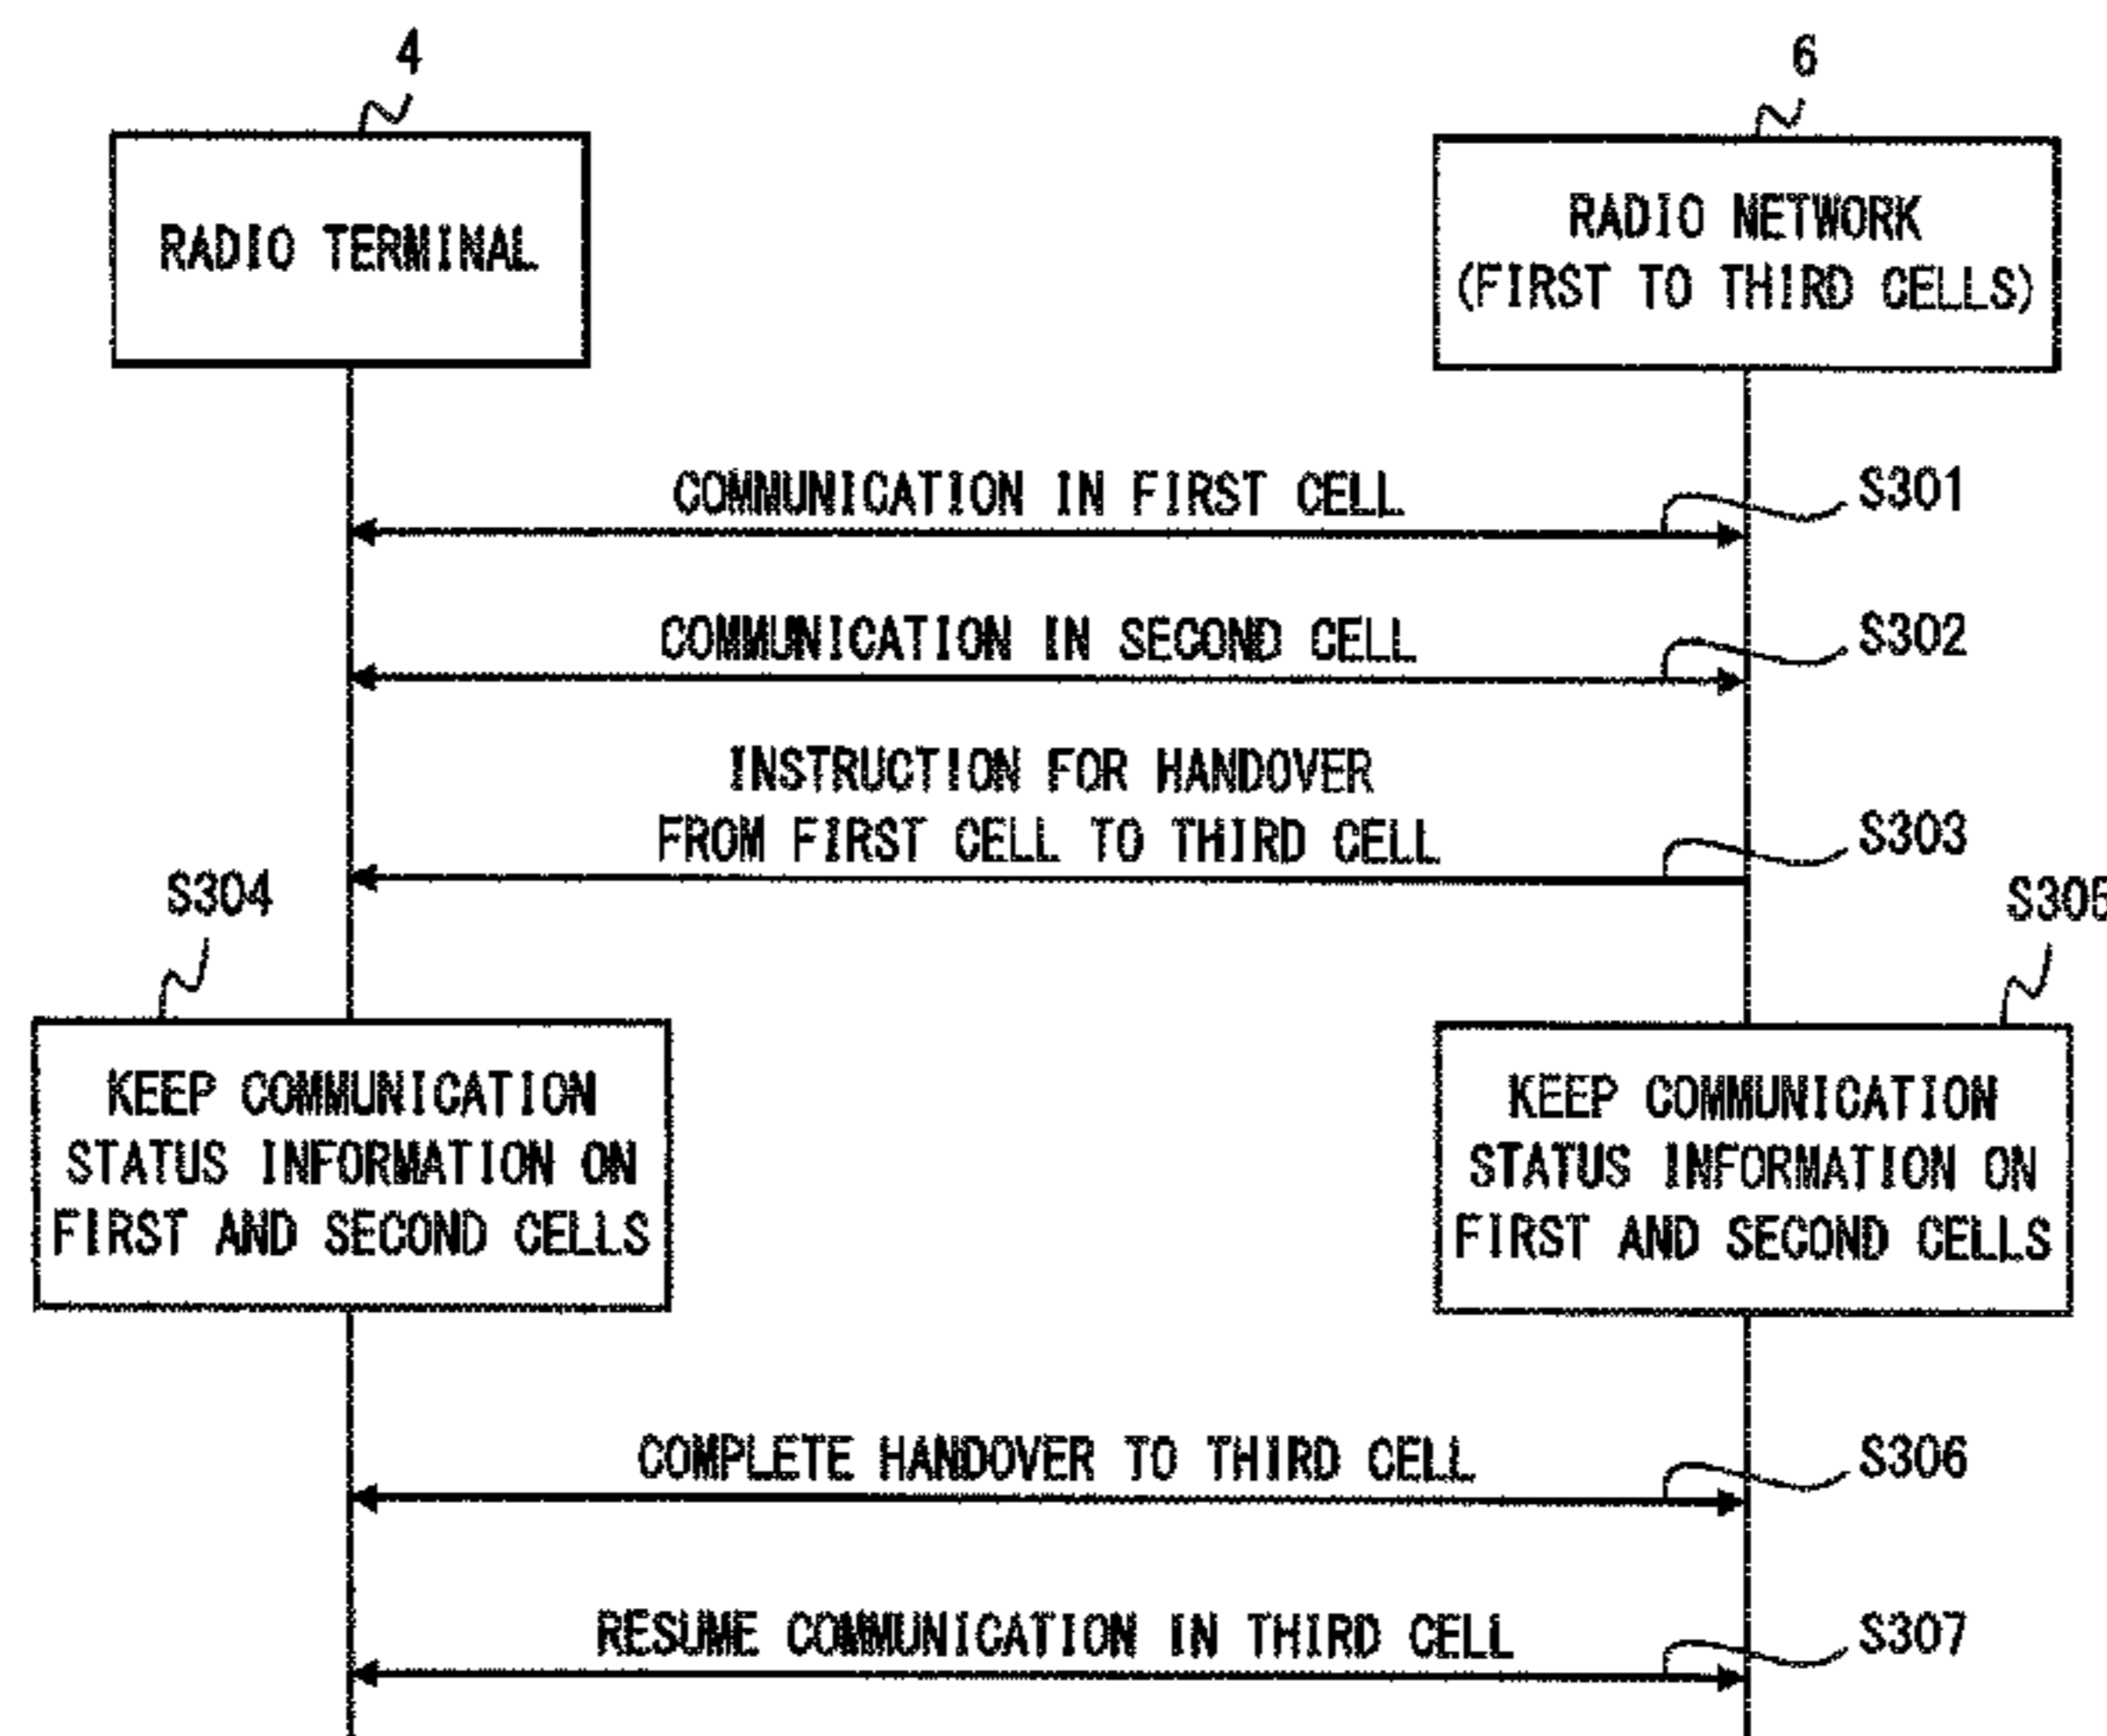 4
6
RADIO TERMINAL
RADIO NETWORK
(FIRST TO THIRD CELLS)
COMMUNICATION IN FIRST CELL
S301
COMMUNICATION IN SECOND CELL
S302
INSTRUCTION FOR HANDOVER
FROM FIRST CELL TO THIRD CELL
S303
S304
S305
KEEP COMMUNICATION
STATUS INFORMATION ON
FIRST AND SECOND CELLS
KEEP COMMUNICATION
STATUS INFORMATION ON
FIRST AND SECOND CELLS
COMPLETE HANDOVER TO THIRD CELL
S306
RESUME COMMUNICATION IN THIRD CELL
S307